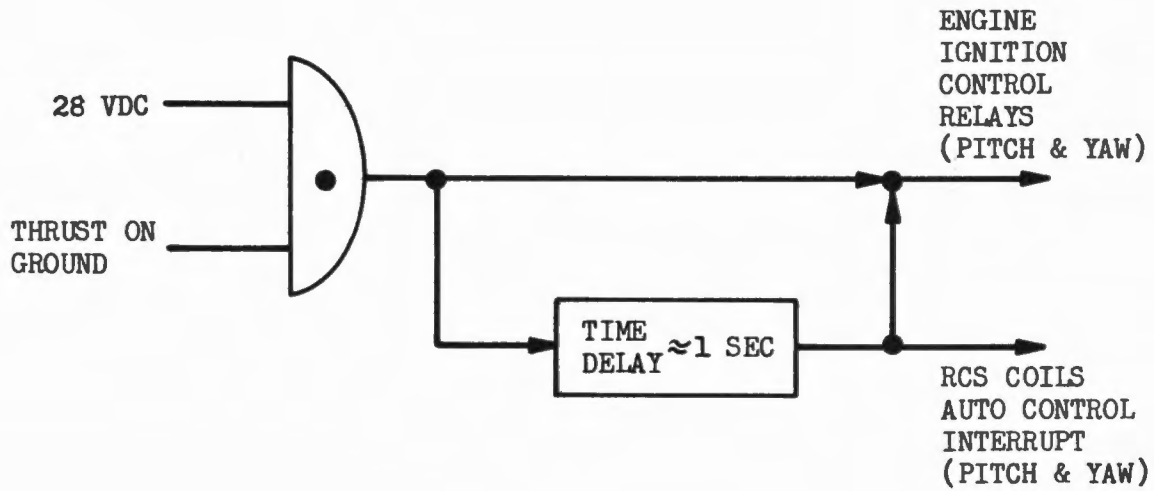 ENGINE
IGNITION
CONTROL
RELAYS
(PITCH & YAW)
28 VDC
THRUST ON
GROUND
TIME
DELAY ≈1 SEC
RCS COILS
AUTO CONTROL
INTERRUPT
(PITCH & YAW)